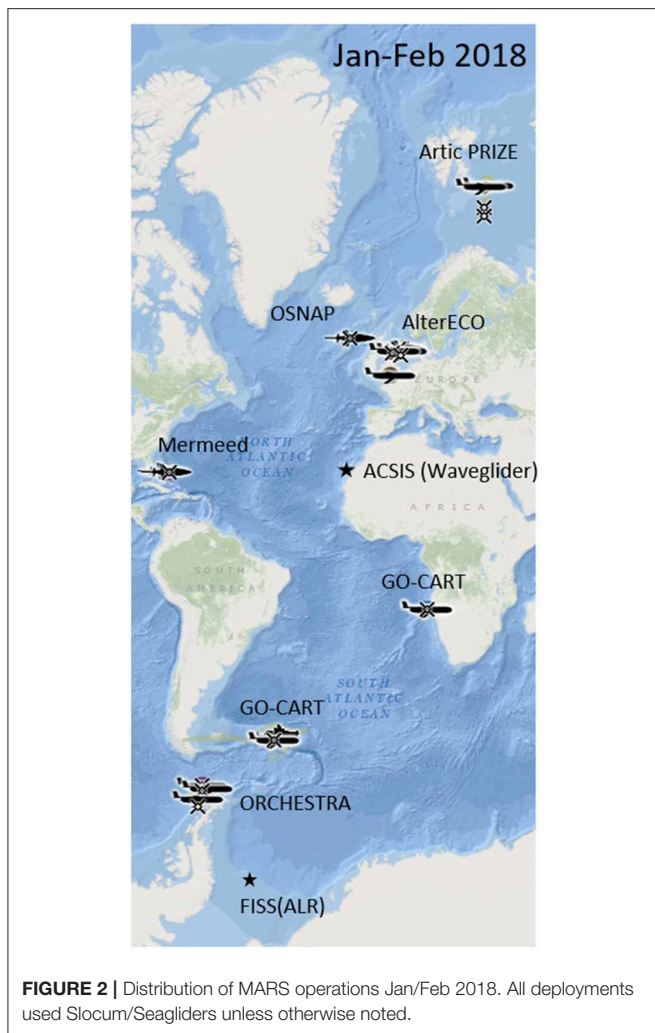 Jan-Feb 2018
Artic PRIZE
OSNAP
AlterECO
EUROPE
Mermeed
NORTH
ATLANTIC
OCEAN
ACSIS (Waveglider)
AFRICA
SOUTH
AMERICA
GO-CART
SOUTH
ATLANTIC
OCEAN
GO-CART
ORCHESTRA
FISS(ALR)
FIGURE 2 | Distribution of MARS operations Jan/Feb 2018. All deployments
used Slocum/Seagliders unless otherwise noted.